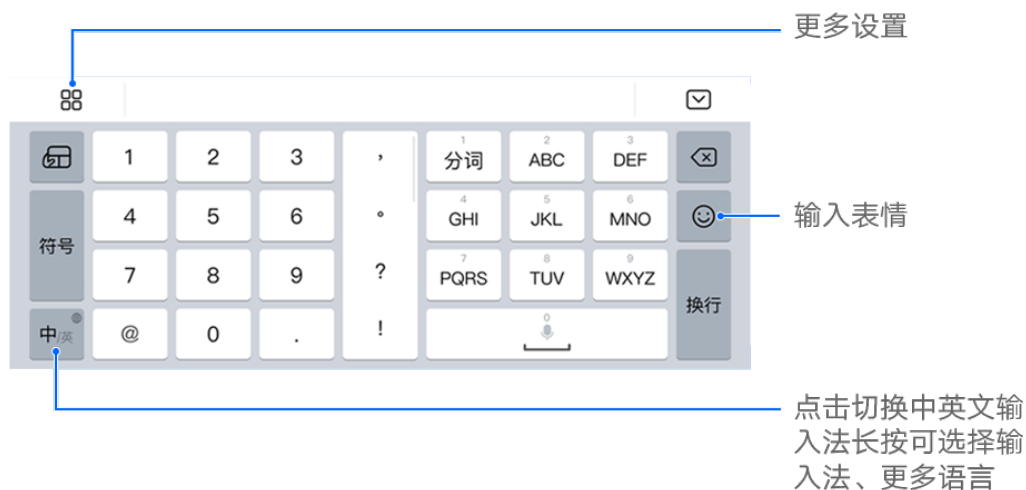 更多设置
1 2 3 , 1 分词 2 ABC 3 DEF
4 5 6 。 4 GHI 5 JKL 6 MNO
输入表情
符号
7 8 9 ? 7 PQRS 8 TUV 9 WXYZ
换行
中/英 @ 0 . ! 0
点击切换中英文输
入法长按可选择输
入法、更多语言